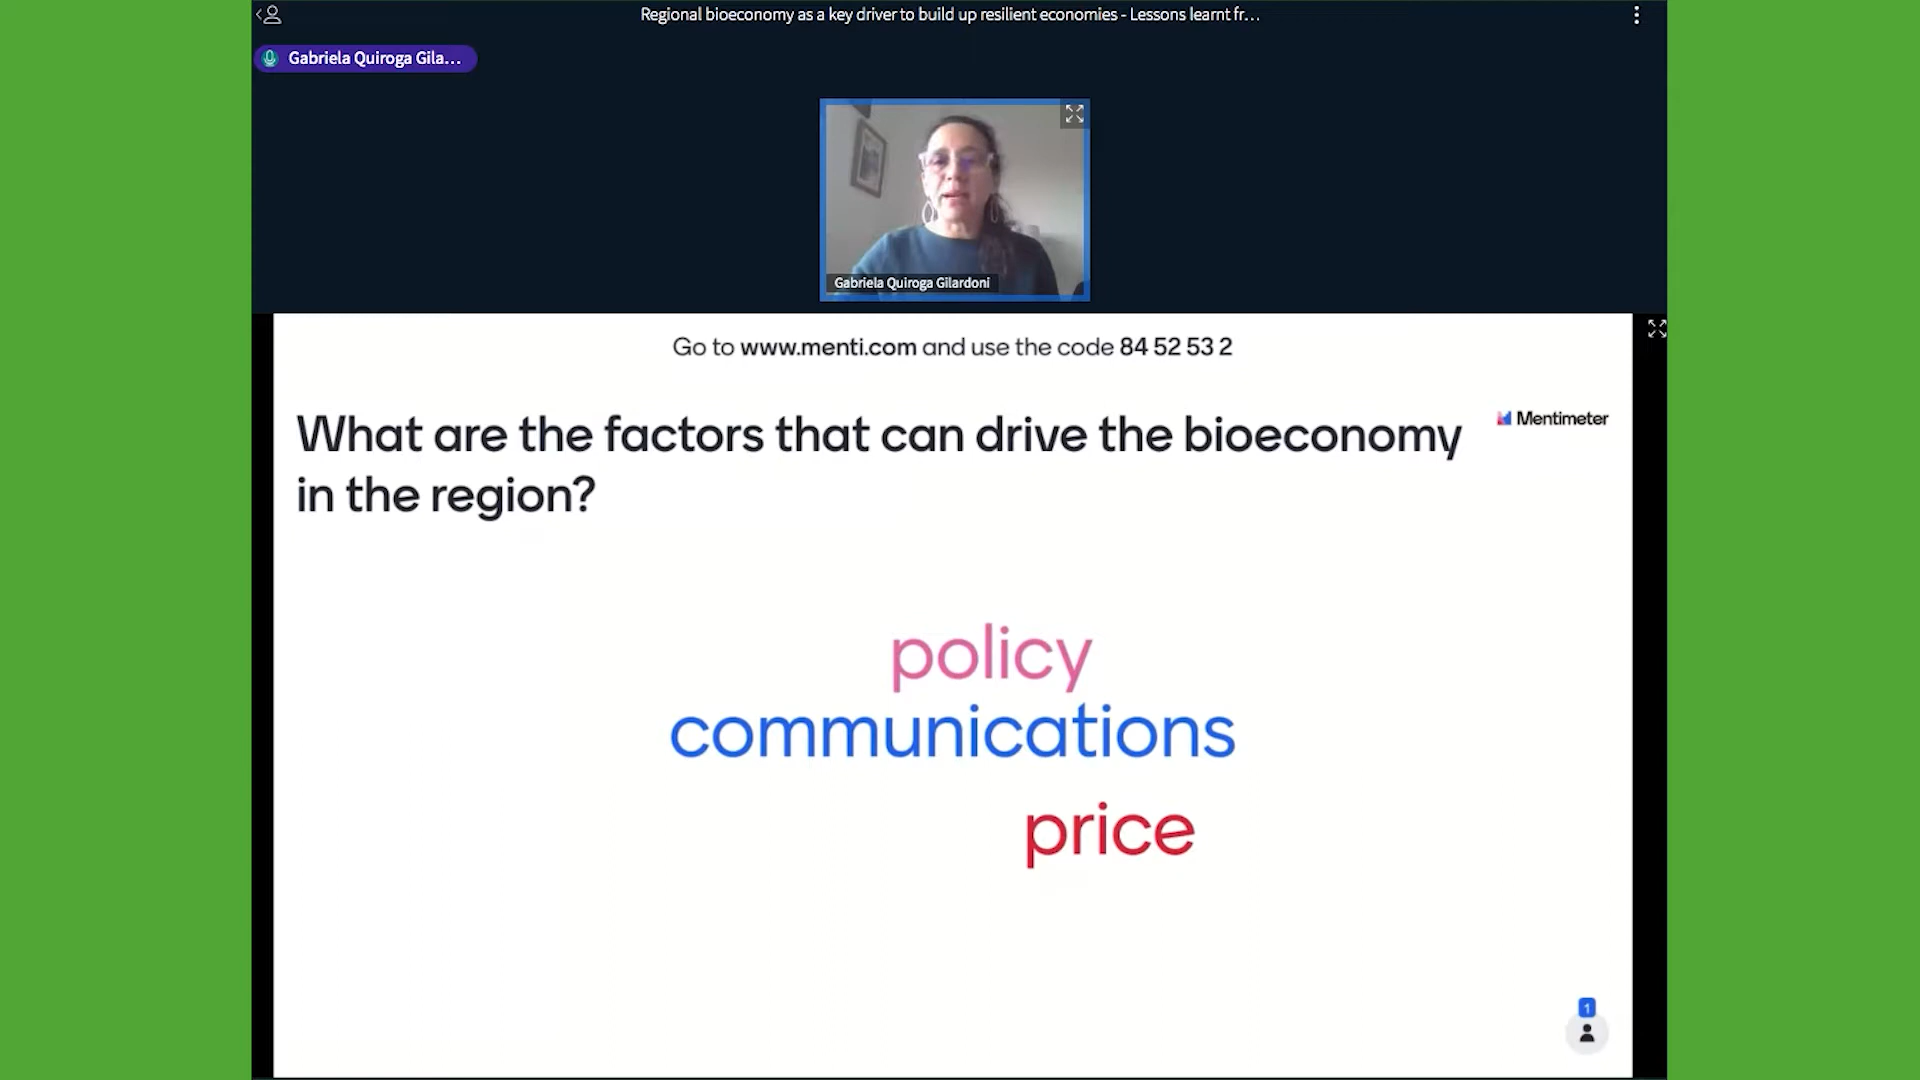 Regional bioeconomy as a key driver to build up resilient economies - Lessons learnt fr...
Gabriela Quiroga Gila...
Gabriela Quiroga Gilardoni
Go to www.menti.com and use the code 84 52 53 2
What are the factors that can drive the bioeconomy
in the region?
Mentimeter
policy
communications
price
1